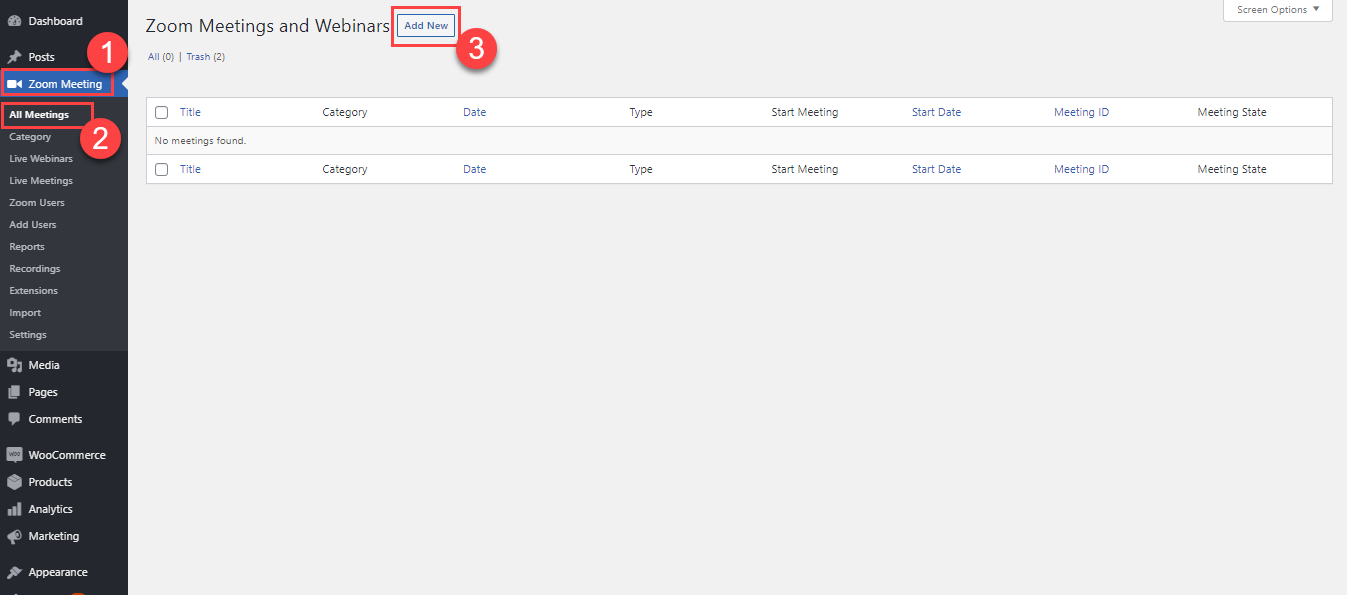 Dashboard
Posts
1
Zoom Meeting
All Meetings
2
Category
Live Webinars
Live Meetings
Zoom Users
Add Users
Reports
Recordings
Extensions
Import
Settings
Media
Pages
Comments
WooCommerce
Products
Analytics
Marketing
Appearance
Screen Options ▼
Zoom Meetings and Webinars Add New
3
All (0) | Trash (2)
Title Category Date Type Start Meeting Start Date Meeting ID Meeting State
No meetings found.
Title Category Date Type Start Meeting Start Date Meeting ID Meeting State